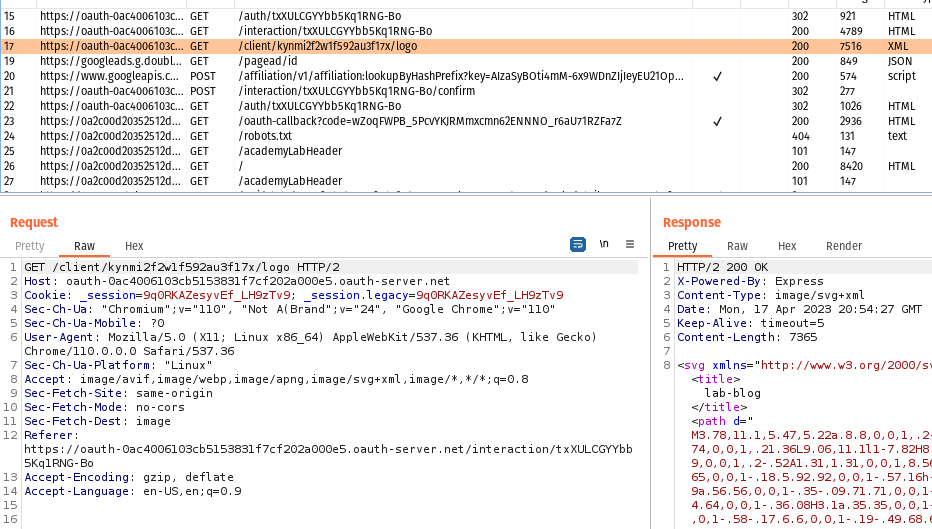 15 https://oauth-0ac4006103c... GET /auth/txXULCGYYbb5Kq1RNG-Bo 302 921 HTML
16 https://oauth-0ac4006103c... GET /interaction/txXULCGYYbb5Kq1RNG-Bo 200 4789 HTML
17 https://oauth-0ac4006103c... GET /client/kynmi2f2w1f592au3f17x/logo 200 7516 XML
19 https://googleads.g.doubl... GET /pagead/id 200 849 JSON
20 https://www.googleapis.c... POST /affiliation/v1/affiliation:lookupByHashPrefix?key=AIzaSyBOti4mM-6x9WDnZIjIeyEU21Op... ✓ 200 574 script
21 https://oauth-0ac4006103c... POST /interaction/txXULCGYYbb5Kq1RNG-Bo/confirm 302 277
22 https://oauth-0ac4006103c... GET /auth/txXULCGYYbb5Kq1RNG-Bo 302 1026 HTML
23 https://0a2c00d20352512d... GET /oauth-callback?code=wZoqFWPB_5PcvYKJRMmxcmn62ENNNO_r6aU71RZFa7Z ✓ 200 2936 HTML
24 https://0a2c00d20352512d... GET /robots.txt 404 131 text
25 https://0a2c00d20352512d... GET /academyLabHeader 101 147
26 https://0a2c00d20352512d... GET / 200 8420 HTML
27 https://0a2c00d20352512d... GET /academyLabHeader 101 147
Request
Pretty Raw Hex \n
1 GET /client/kynmi2f2w1f592au3f17x/logo HTTP/2
2 Host: oauth-0ac4006103cb5153831f7cf202a000e5.oauth-server.net
3 Cookie: _session=9q0RKAZesyvEf_LH9zTv9; _session.legacy=9q0RKAZesyvEf_LH9zTv9
4 Sec-Ch-Ua: "Chromium";v="110", "Not A(Brand";v="24", "Google Chrome";v="110"
5 Sec-Ch-Ua-Mobile: ?0
6 User-Agent: Mozilla/5.0 (X11; Linux x86_64) AppleWebKit/537.36 (KHTML, like Gecko)
Chrome/110.0.0.0 Safari/537.36
7 Sec-Ch-Ua-Platform: "Linux"
8 Accept: image/avif,image/webp,image/apng,image/svg+xml,image/*,*/*;q=0.8
9 Sec-Fetch-Site: same-origin
10 Sec-Fetch-Mode: no-cors
11 Sec-Fetch-Dest: image
12 Referer:
https://oauth-0ac4006103cb5153831f7cf202a000e5.oauth-server.net/interaction/txXULCGYYbb
5Kq1RNG-Bo
13 Accept-Encoding: gzip, deflate
14 Accept-Language: en-US,en;q=0.9
15
16
Response
Pretty Raw Hex Render
1 HTTP/2 200 OK
2 X-Powered-By: Express
3 Content-Type: image/svg+xml
4 Date: Mon, 17 Apr 2023 20:54:27 GMT
5 Keep-Alive: timeout=5
6 Content-Length: 7365
7
8 <svg xmlns="http://www.w3.org/2000/sv
<title>
lab-blog
</title>
<path d="
M3.78,11.1,5.47,5.22a.8.8,0,0,1,.2-
74,0,0,1,.21.36L9.06,11.1l1-7.82H8
9,0,0,1,.2-.52A1.31,1.31,0,0,1,8.56
65,0,0,1-.18.5.92.92,0,0,1-.57.16h-
9a.56.56,0,0,1-.35-.09.71.71,0,0,1-
4.64,0,0,1-.36.08H3.1a.35.35,0,0,1-
,0,1-.58-.17.6.6,0,0,1-.19-.49.68.6